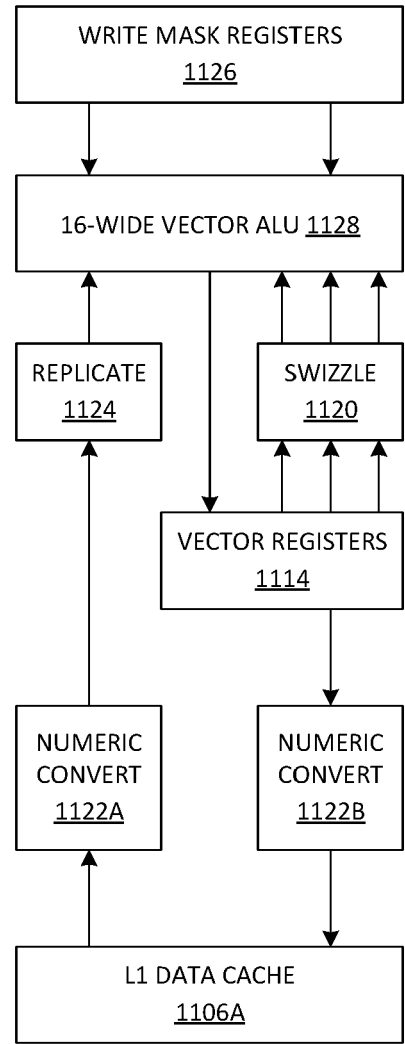 WRITE MASK REGISTERS
1126
16-WIDE VECTOR ALU 1128
REPLICATE
1124
SWIZZLE
1120
VECTOR REGISTERS
1114
NUMERIC
CONVERT
1122A
NUMERIC
CONVERT
1122B
L1 DATA CACHE
1106A